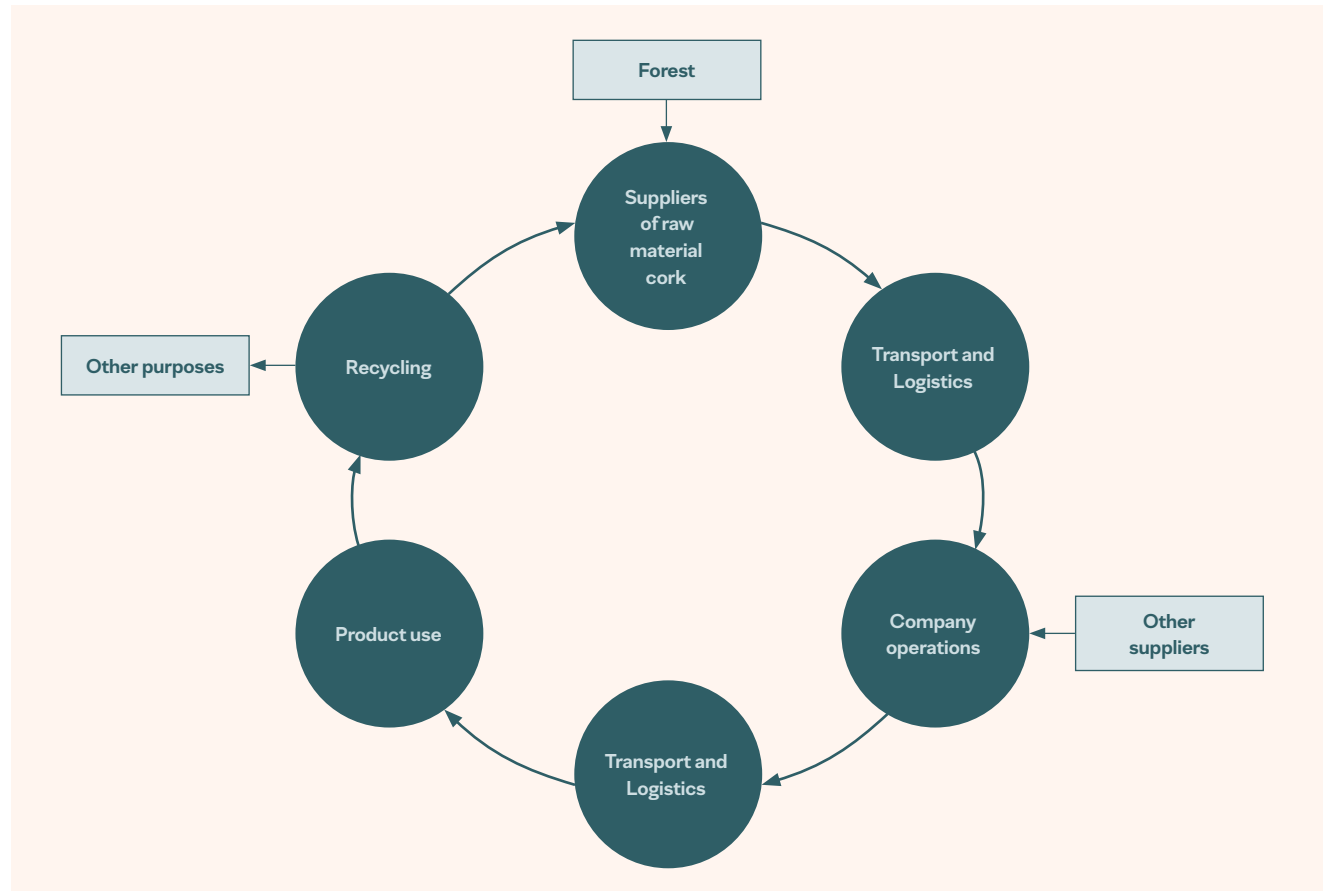 Forest
Suppliers
of raw
material
cork
Transport and
Logistics
Company
operations
Other
suppliers
Transport and
Logistics
Product use
Recycling
Other purposes